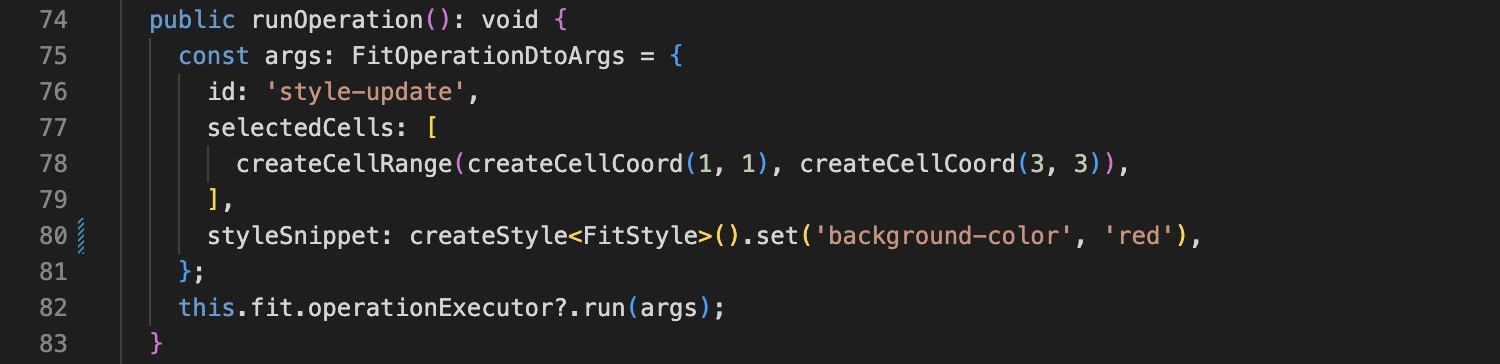 74 public runOperation(): void {
75 const args: FitOperationDtoArgs = {
76 id: 'style-update',
77 selectedCells: [
78 createCellRange(createCellCoord(1, 1), createCellCoord(3, 3)),
79 ],
80 styleSnippet: createStyle<FitStyle>().set('background-color', 'red'),
81 };
82 this.fit.operationExecutor?.run(args);
83 }